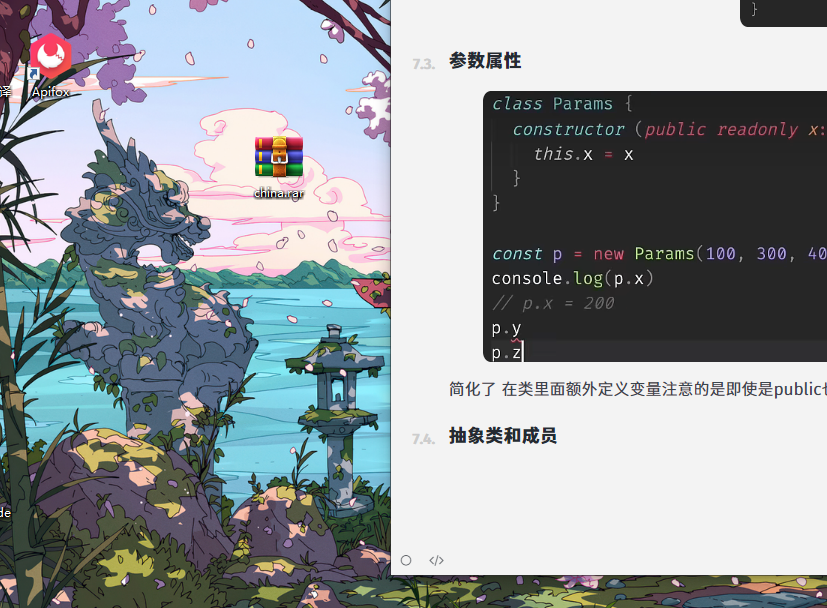 译
Apifox
china.rar
de
}
7.3. 参数属性
class Params {
constructor (public readonly x:
this.x = x
}
}
const p = new Params(100, 300, 40
console.log(p.x)
// p.x = 200
p.y
p.z
简化了 在类里面额外定义变量注意的是即使是public也
7.4. 抽象类和成员
</>